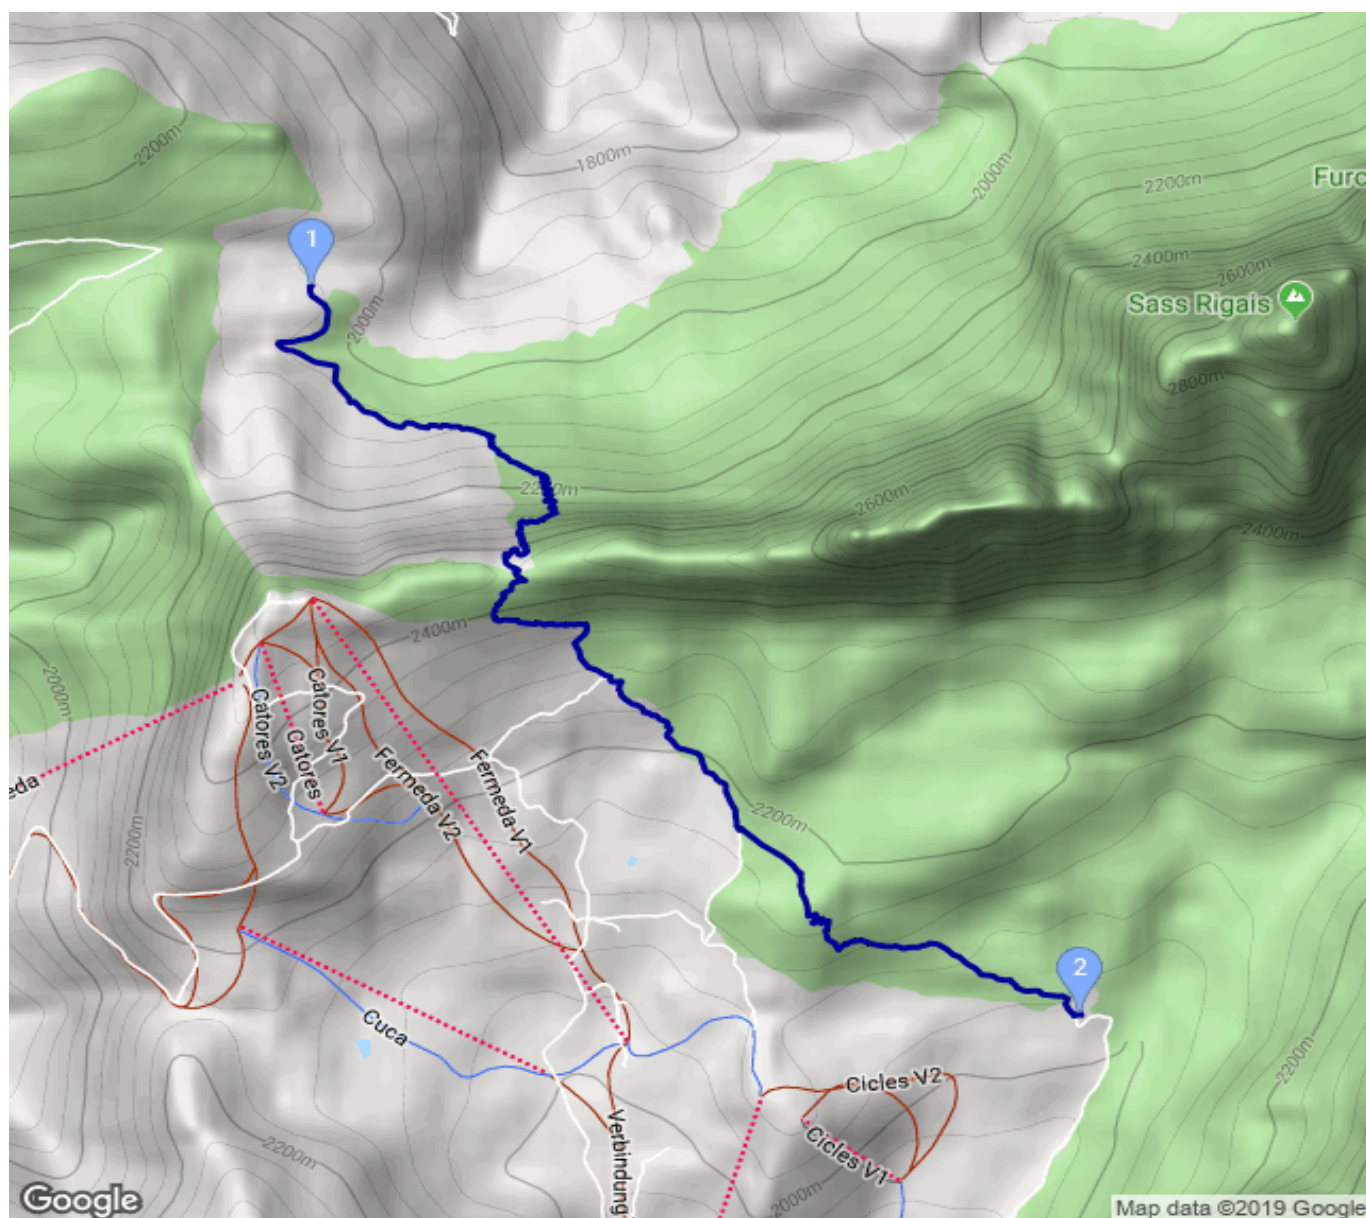 2200m
1800m
2000m
2200m
Furc
1
2400m
2600m
Sass Rigais
2000m
2800m
2200m
2600m
2400m
2400m
2000m
Catores V1
Catores V2
Catores
Fermeda V1
Fermeda V2
eda
2200m
2200m
2
Cuca
Cicles V2
2200m
Verbindung
Cicles V1
2200m
2000m
Google
Map data ©2019 Google